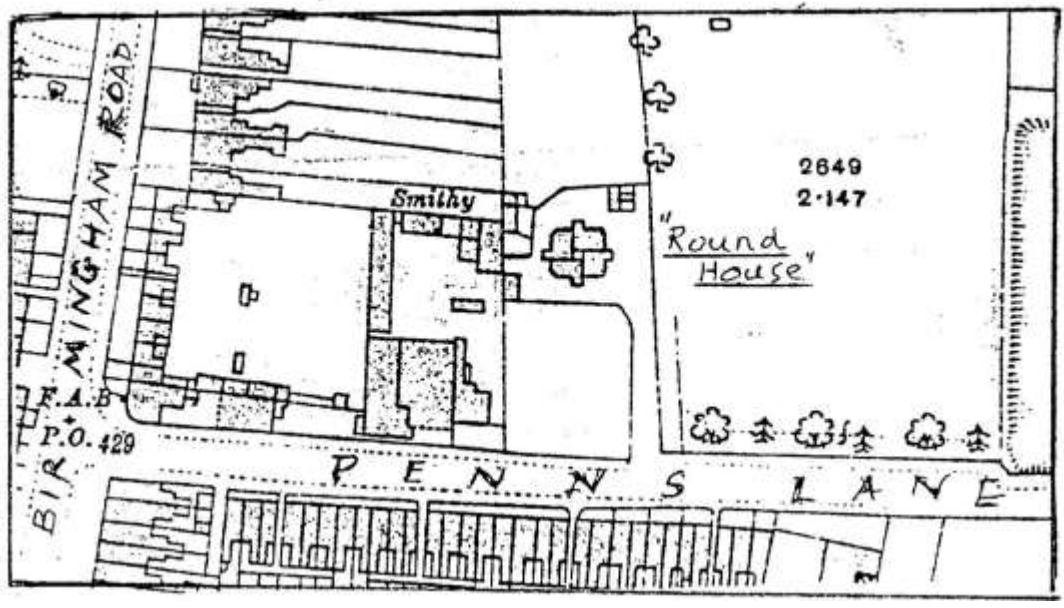 BIRMINGHAM ROAD
Smithy
2649
2·147
"Round
House"
F.A.B
P.O. 429
PENNS LANE